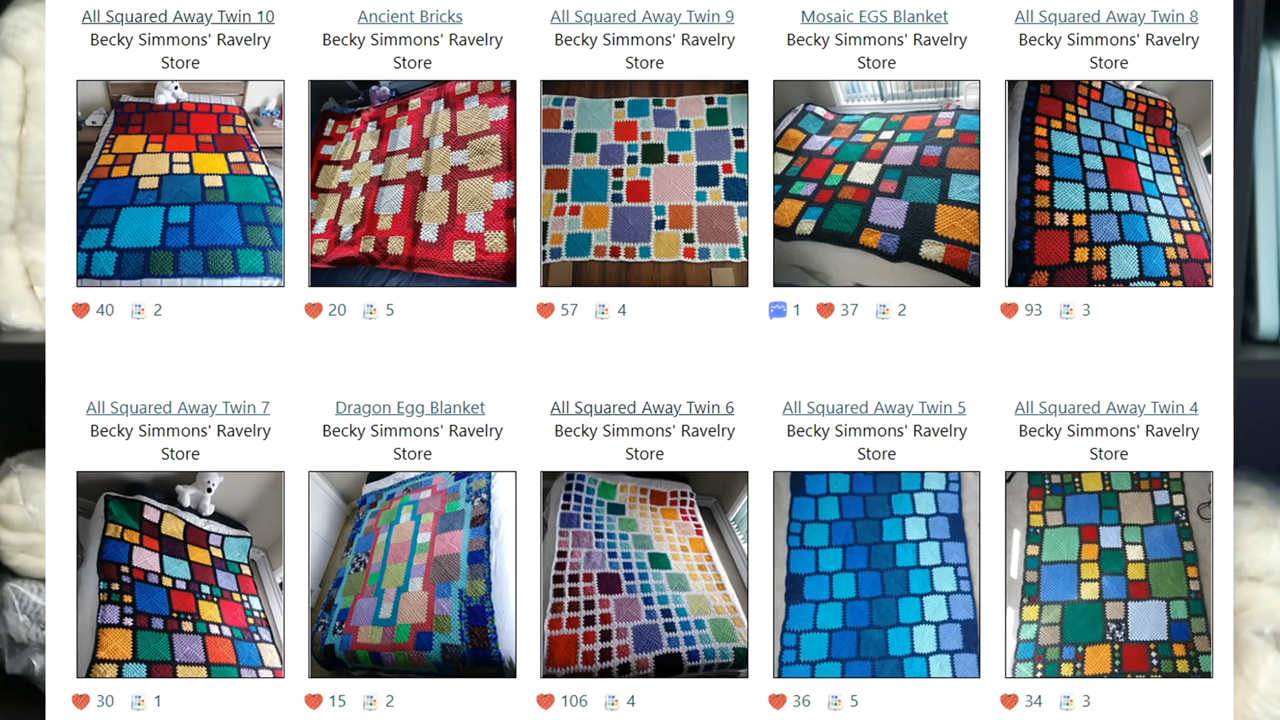 All Squared Away Twin 10
Becky Simmons' Ravelry
Store
40 2
Ancient Bricks
Becky Simmons' Ravelry
Store
20 5
All Squared Away Twin 9
Becky Simmons' Ravelry
Store
57 4
Mosaic EGS Blanket
Becky Simmons' Ravelry
Store
1 37 2
All Squared Away Twin 8
Becky Simmons' Ravelry
Store
93 3
All Squared Away Twin 7
Becky Simmons' Ravelry
Store
30 1
Dragon Egg Blanket
Becky Simmons' Ravelry
Store
15 2
All Squared Away Twin 6
Becky Simmons' Ravelry
Store
106 4
All Squared Away Twin 5
Becky Simmons' Ravelry
Store
36 5
All Squared Away Twin 4
Becky Simmons' Ravelry
Store
34 3